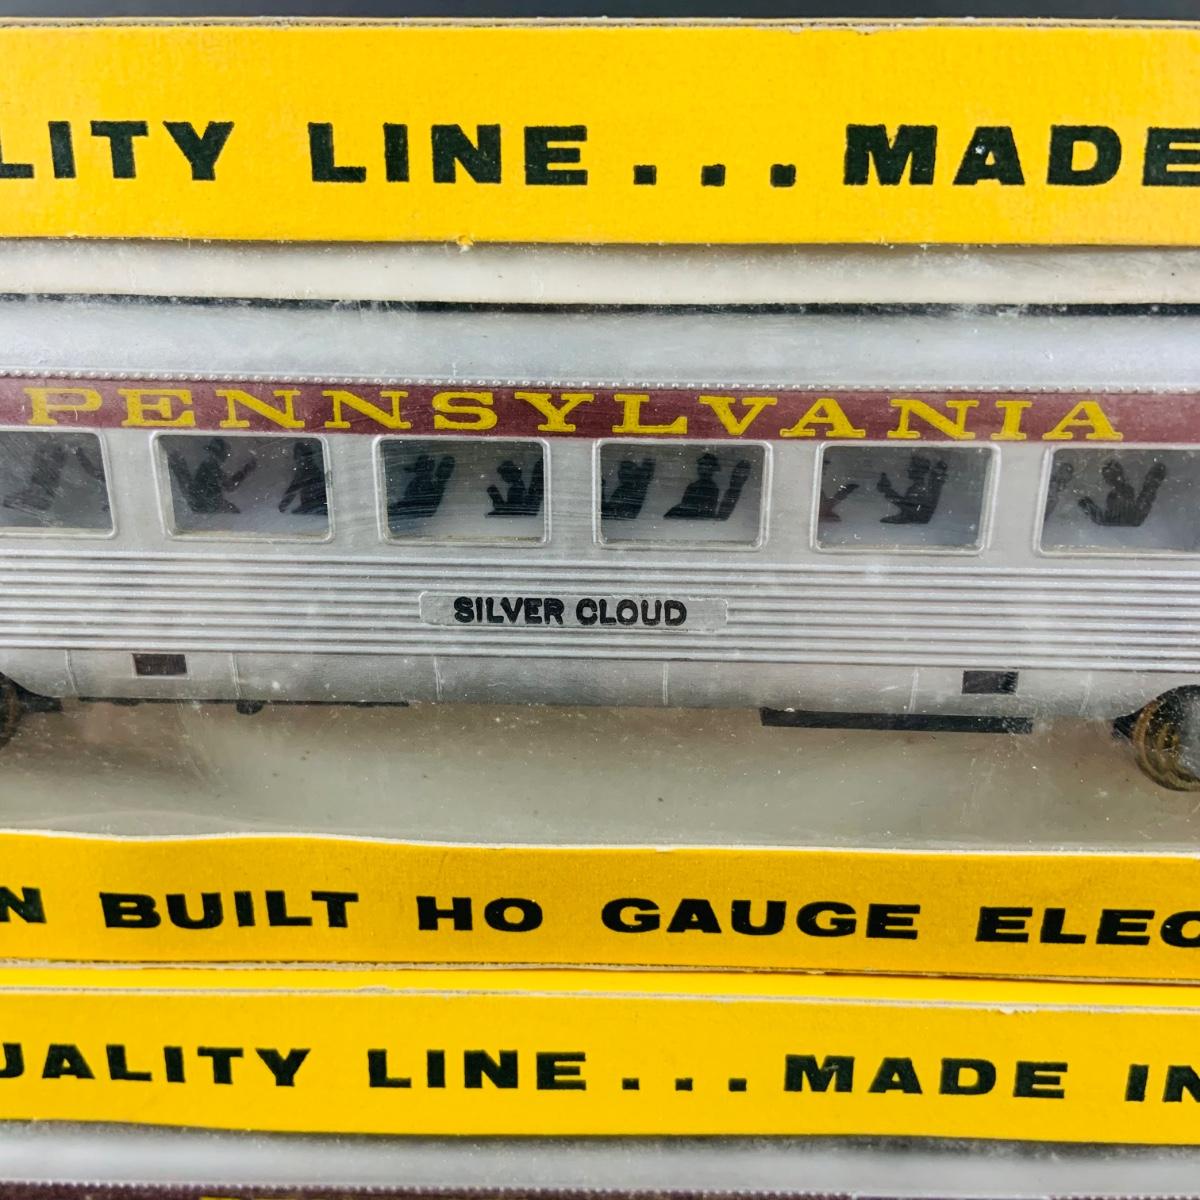 LITY LINE... MADE
PENNSYLVANIA
SILVER CLOUD
N BUILT HO GAUGE ELEC
UALITY LINE... MADE IN